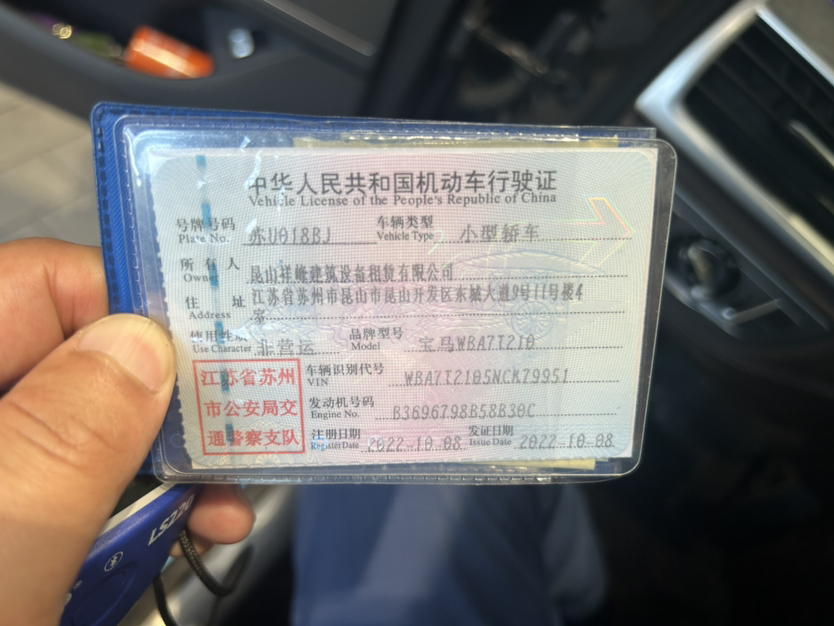 中华人民共和国机动车行驶证
Vehicle License of the People's Republic of China
号牌号码 苏U018BJ 车辆类型 小型轿车
Plate No. Vehicle Type
所有人 昆山祥峰建筑设备租赁有限公司
Owner
住址 江苏省苏州市昆山市昆山开发区东城大道9号11号楼4
Address 室
使用性质 非营运 品牌型号 宝马WBA7T210
Use Character Model
江苏省苏州
市公安局交
通警察支队
车辆识别代号 WBA7T2105NCK79951
VIN
发动机号码 B3696798B58B30C
Engine No.
注册日期 2022-10-08 发证日期 2022-10-08
Register Date Issue Date
LS220